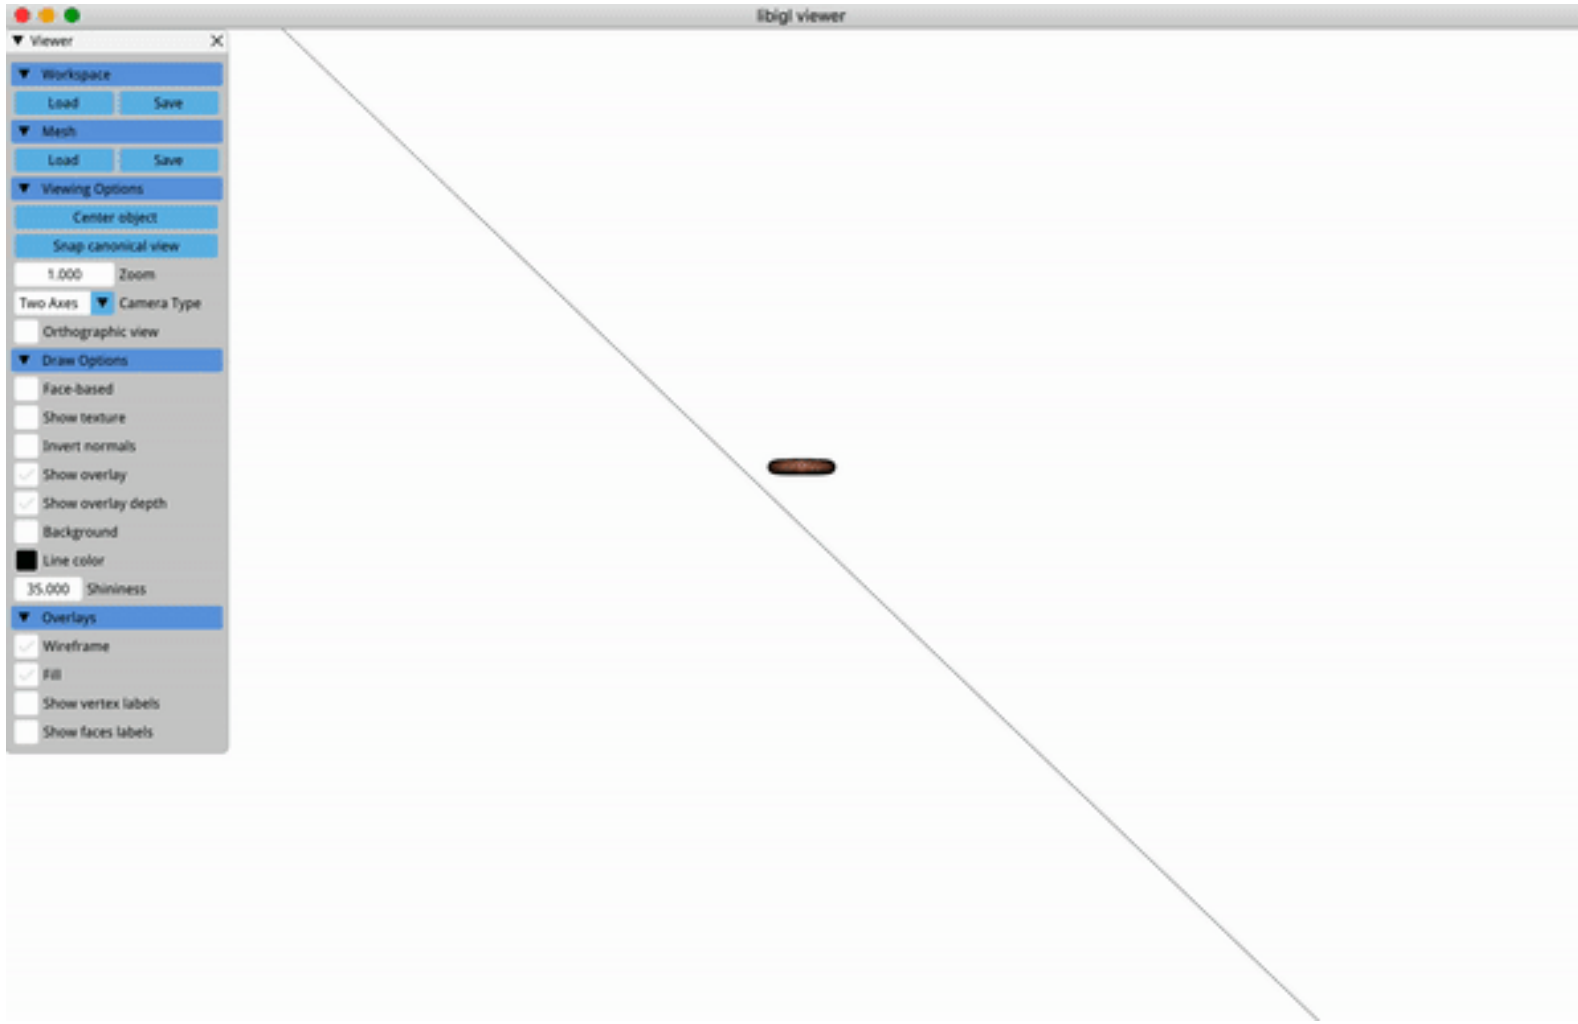 libigl viewer
Viewer
Workspace
Load Save
Mesh
Load Save
Viewing Options
Center object
Snap canonical view
1.000 Zoom
Two Axes Camera Type
Orthographic view
Draw Options
Face-based
Show texture
Invert normals
Show overlay
Show overlay depth
Background
Line color
35.000 Shininess
Overlays
Wireframe
Fill
Show vertex labels
Show faces labels